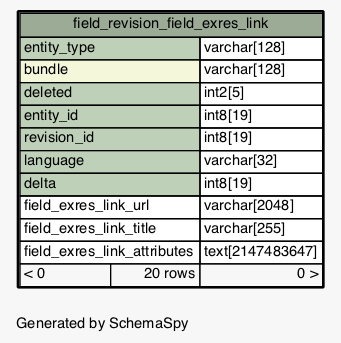 field_revision_field_exres_link
entity_type varchar[128]
bundle varchar[128]
deleted int2[5]
entity_id int8[19]
revision_id int8[19]
language varchar[32]
delta int8[19]
field_exres_link_url varchar[2048]
field_exres_link_title varchar[255]
field_exres_link_attributes text[2147483647]
< 0 20 rows 0 >
Generated by SchemaSpy